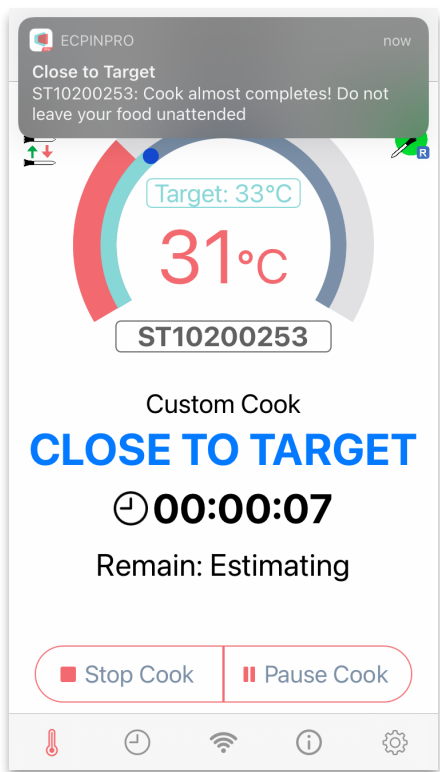 ECPINPRO now
Close to Target
ST10200253: Cook almost completes! Do not
leave your food unattended
R
Target: 33°C
31°C
ST10200253
Custom Cook
CLOSE TO TARGET
00:00:07
Remain: Estimating
Stop Cook
Pause Cook